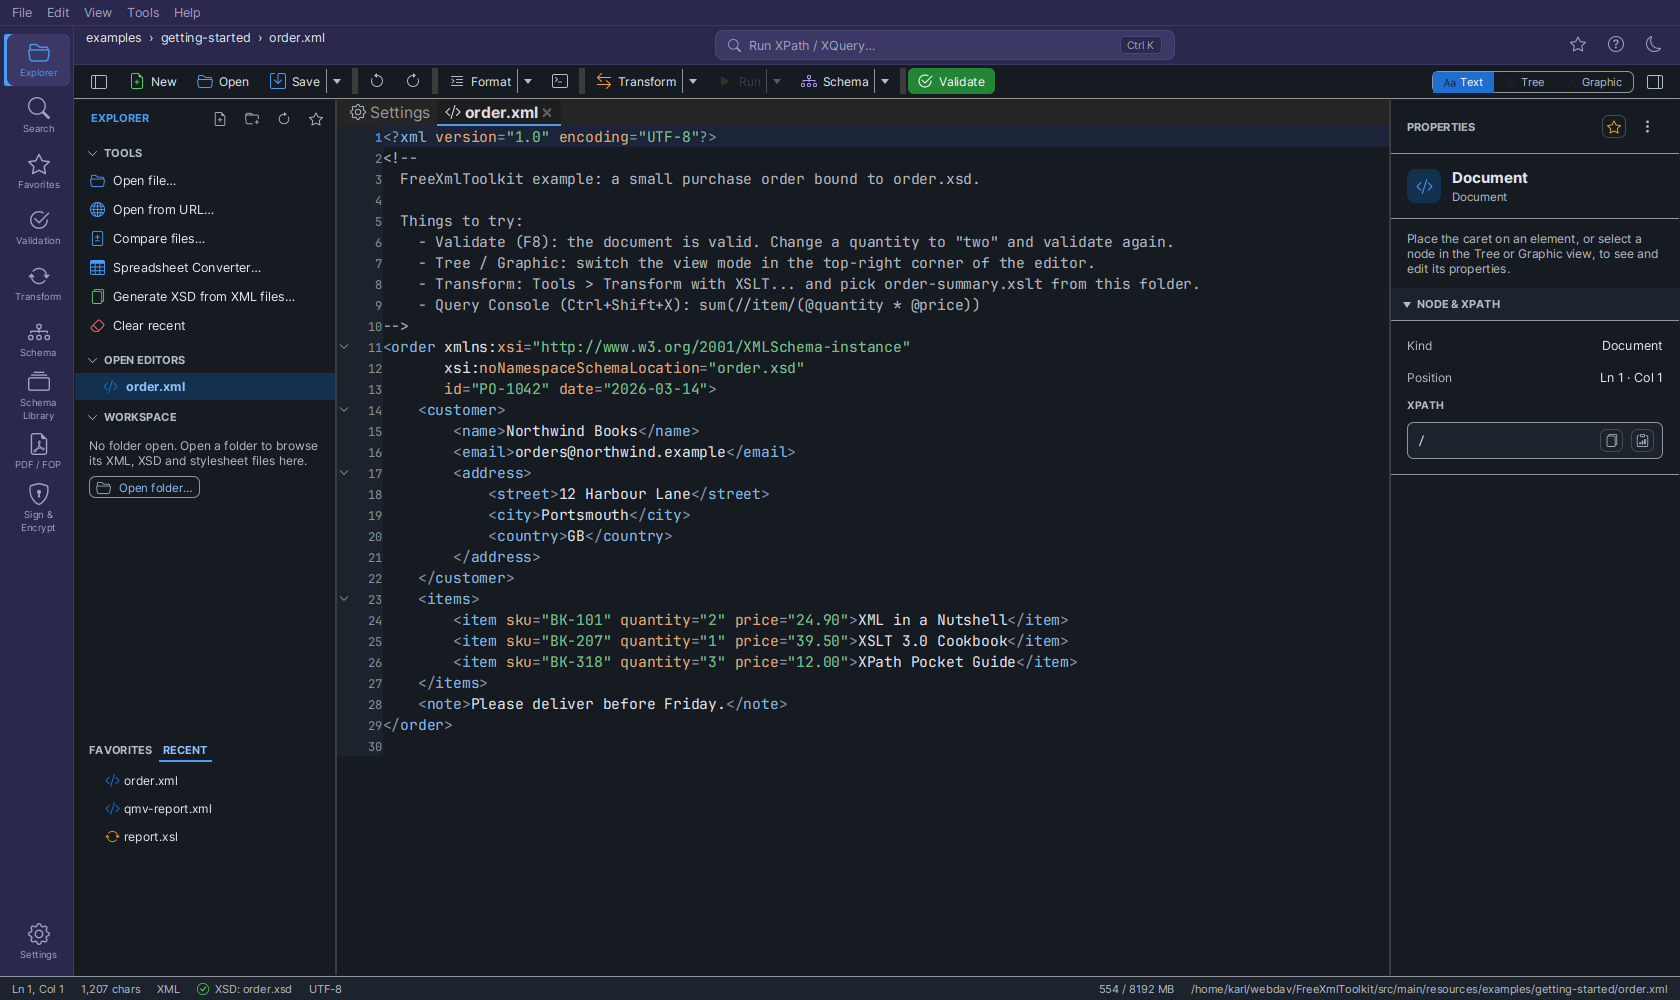 File Edit View Tools Help
examples › getting-started › order.xml
Run XPath / XQuery... Ctrl K
New Open Save Format Transform Run Schema Validate
Aa Text Tree Graphic
Explorer
Search
Favorites
Validation
Transform
Schema
Schema
Library
PDF / FOP
Sign &
Encrypt
Settings
EXPLORER
TOOLS
Open file...
Open from URL...
Compare files...
Spreadsheet Converter...
Generate XSD from XML files...
Clear recent
OPEN EDITORS
order.xml
WORKSPACE
No folder open. Open a folder to browse
its XML, XSD and stylesheet files here.
Open folder...
FAVORITES RECENT
order.xml
qmv-report.xml
report.xsl
Settings order.xml
1 <?xml version="1.0" encoding="UTF-8"?>
2 <!--
3   FreeXmlToolkit example: a small purchase order bound to order.xsd.
4
5   Things to try:
6     - Validate (F8): the document is valid. Change a quantity to "two" and validate again.
7     - Tree / Graphic: switch the view mode in the top-right corner of the editor.
8     - Transform: Tools > Transform with XSLT... and pick order-summary.xslt from this folder.
9     - Query Console (Ctrl+Shift+X): sum(//item/(@quantity * @price))
10 -->
11 <order xmlns:xsi="http://www.w3.org/2001/XMLSchema-instance"
12        xsi:noNamespaceSchemaLocation="order.xsd"
13        id="PO-1042" date="2026-03-14">
14     <customer>
15         <name>Northwind Books</name>
16         <email>orders@northwind.example</email>
17         <address>
18             <street>12 Harbour Lane</street>
19             <city>Portsmouth</city>
20             <country>GB</country>
21         </address>
22     </customer>
23     <items>
24         <item sku="BK-101" quantity="2" price="24.90">XML in a Nutshell</item>
25         <item sku="BK-207" quantity="1" price="39.50">XSLT 3.0 Cookbook</item>
26         <item sku="BK-318" quantity="3" price="12.00">XPath Pocket Guide</item>
27     </items>
28     <note>Please deliver before Friday.</note>
29 </order>
30
PROPERTIES
Document
Document
Place the caret on an element, or select a
node in the Tree or Graphic view, to see and
edit its properties.
NODE & XPATH
Kind Document
Position Ln 1 · Col 1
XPATH
/
Ln 1, Col 1 1,207 chars XML XSD: order.xsd UTF-8 554 / 8192 MB /home/karl/webdav/FreeXmlToolkit/src/main/resources/examples/getting-started/order.xml